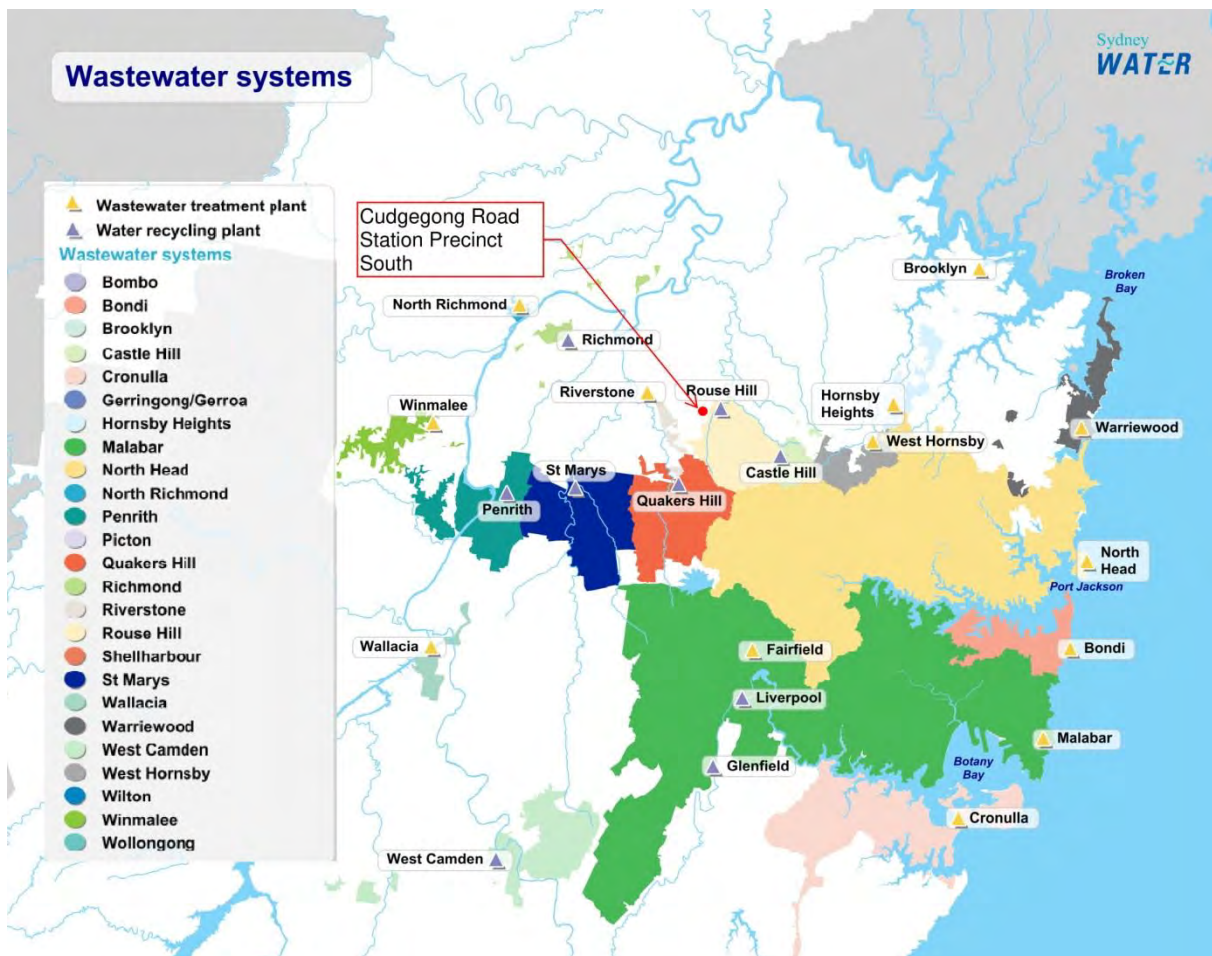 Wastewater systems
Sydney
WATER
Wastewater treatment plant
Water recycling plant
Wastewater systems
Bombo
Bondi
Brooklyn
Castle Hill
Cronulla
Gerringong/Gerroa
Hornsby Heights
Malabar
North Head
North Richmond
Penrith
Picton
Quakers Hill
Richmond
Riverstone
Rouse Hill
Shellharbour
St Marys
Wallacia
Warriewood
West Camden
West Hornsby
Wilton
Winmalee
Wollongong
Cudgegong Road
Station Precinct
South
Brooklyn
Broken
Bay
North Richmond
Richmond
Riverstone
Rouse Hill
Hornsby
Heights
Winmalee
West Hornsby
Warriewood
Castle Hill
St Marys
Penrith
Quakers Hill
North
Head
Port Jackson
Wallacia
Fairfield
Bondi
Liverpool
Malabar
Glenfield
Botany
Bay
Cronulla
West Camden